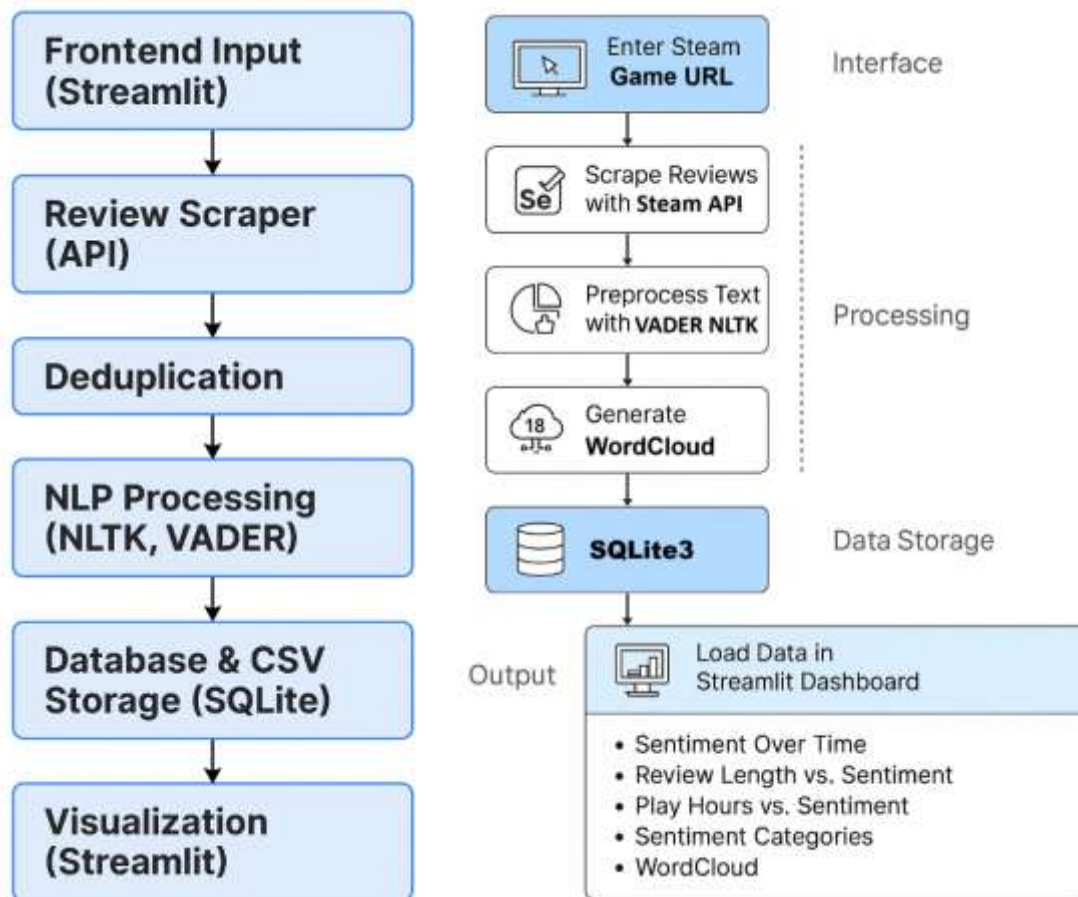 Frontend Input
(Streamlit)
Review Scraper
(API)
Deduplication
NLP Processing
(NLTK, VADER)
Database & CSV
Storage (SQLite)
Visualization
(Streamlit)
Enter Steam
Game URL
Interface
Se
Scrape Reviews
with Steam API
Preprocess Text
with VADER NLTK
Processing
18
Generate
WordCloud
SQLite3
Data Storage
Output
Load Data in
Streamlit Dashboard
• Sentiment Over Time
• Review Length vs. Sentiment
• Play Hours vs. Sentiment
• Sentiment Categories
• WordCloud